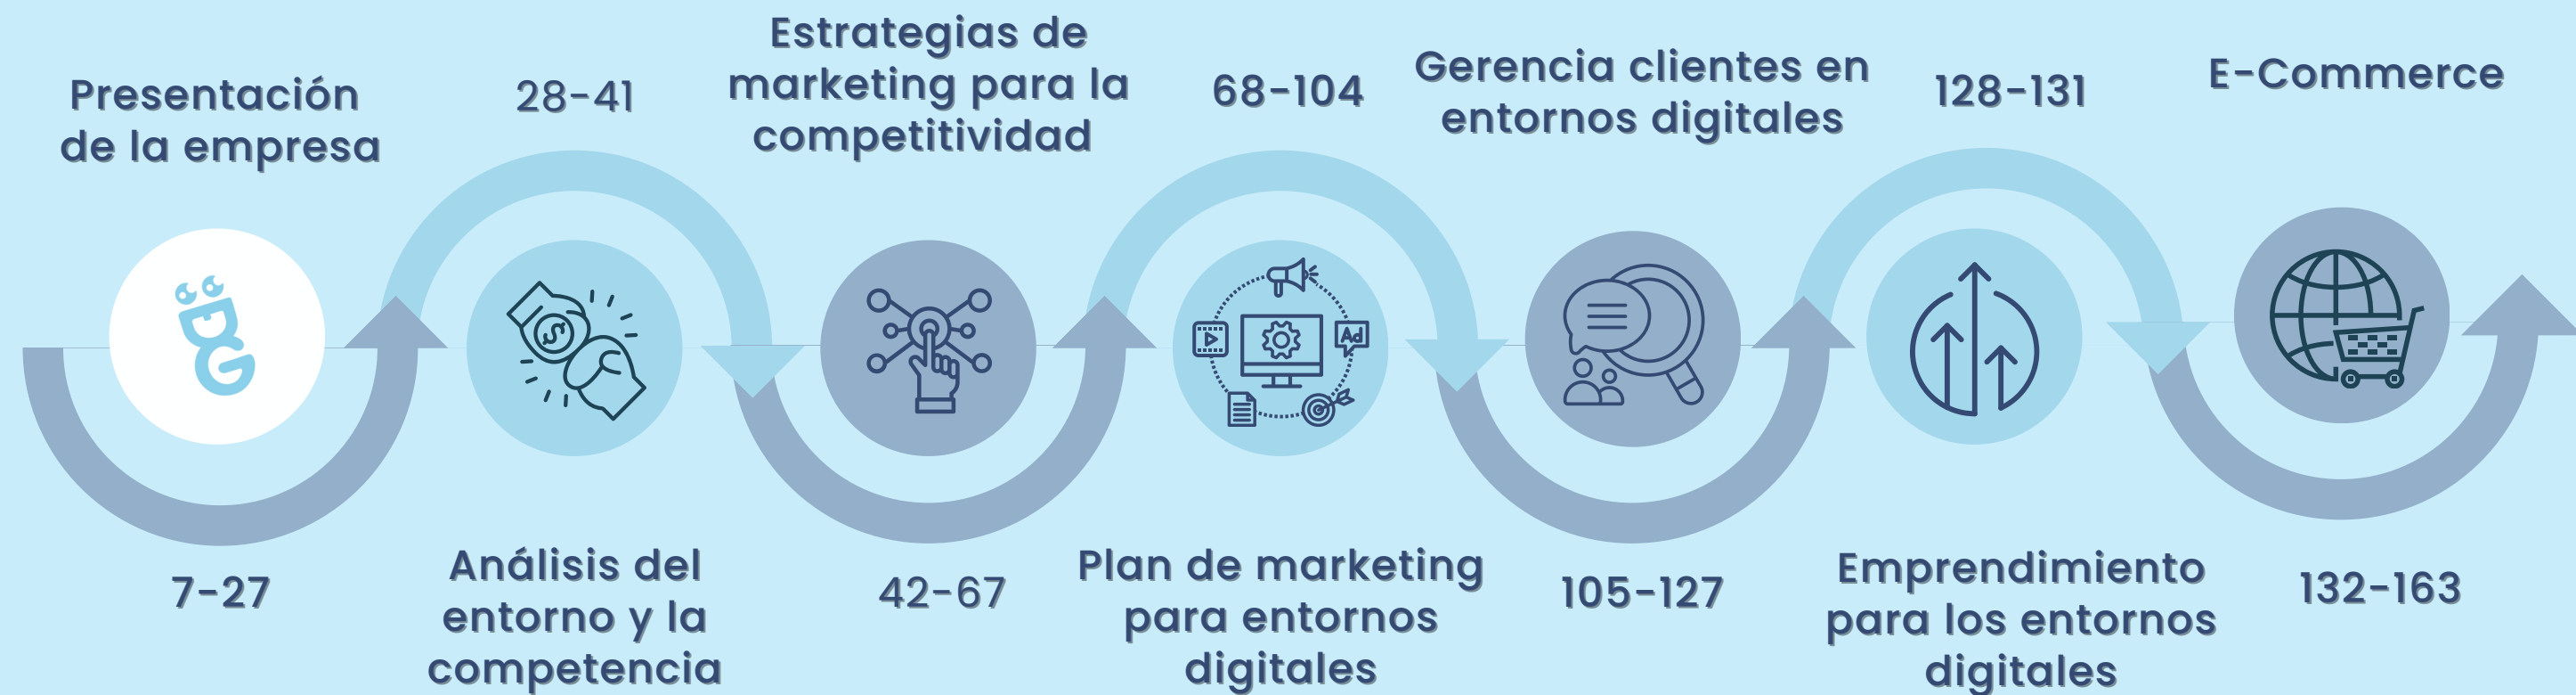 Presentación
de la empresa
7-27
28-41
Análisis del
entorno y la
competencia
Estrategias de
marketing para la
competitividad
42-67
68-104
Plan de marketing
para entornos
digitales
Ad
Gerencia clientes en
entornos digitales
105-127
128-131
Emprendimiento
para los entornos
digitales
E-Commerce
132-163